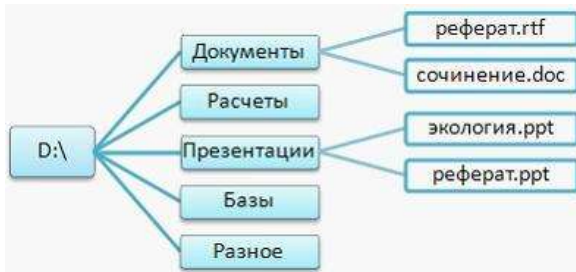 D:\
Документы
реферат.rtf
сочинение.doc
Расчеты
Презентации
экология.ppt
реферат.ppt
Базы
Разное